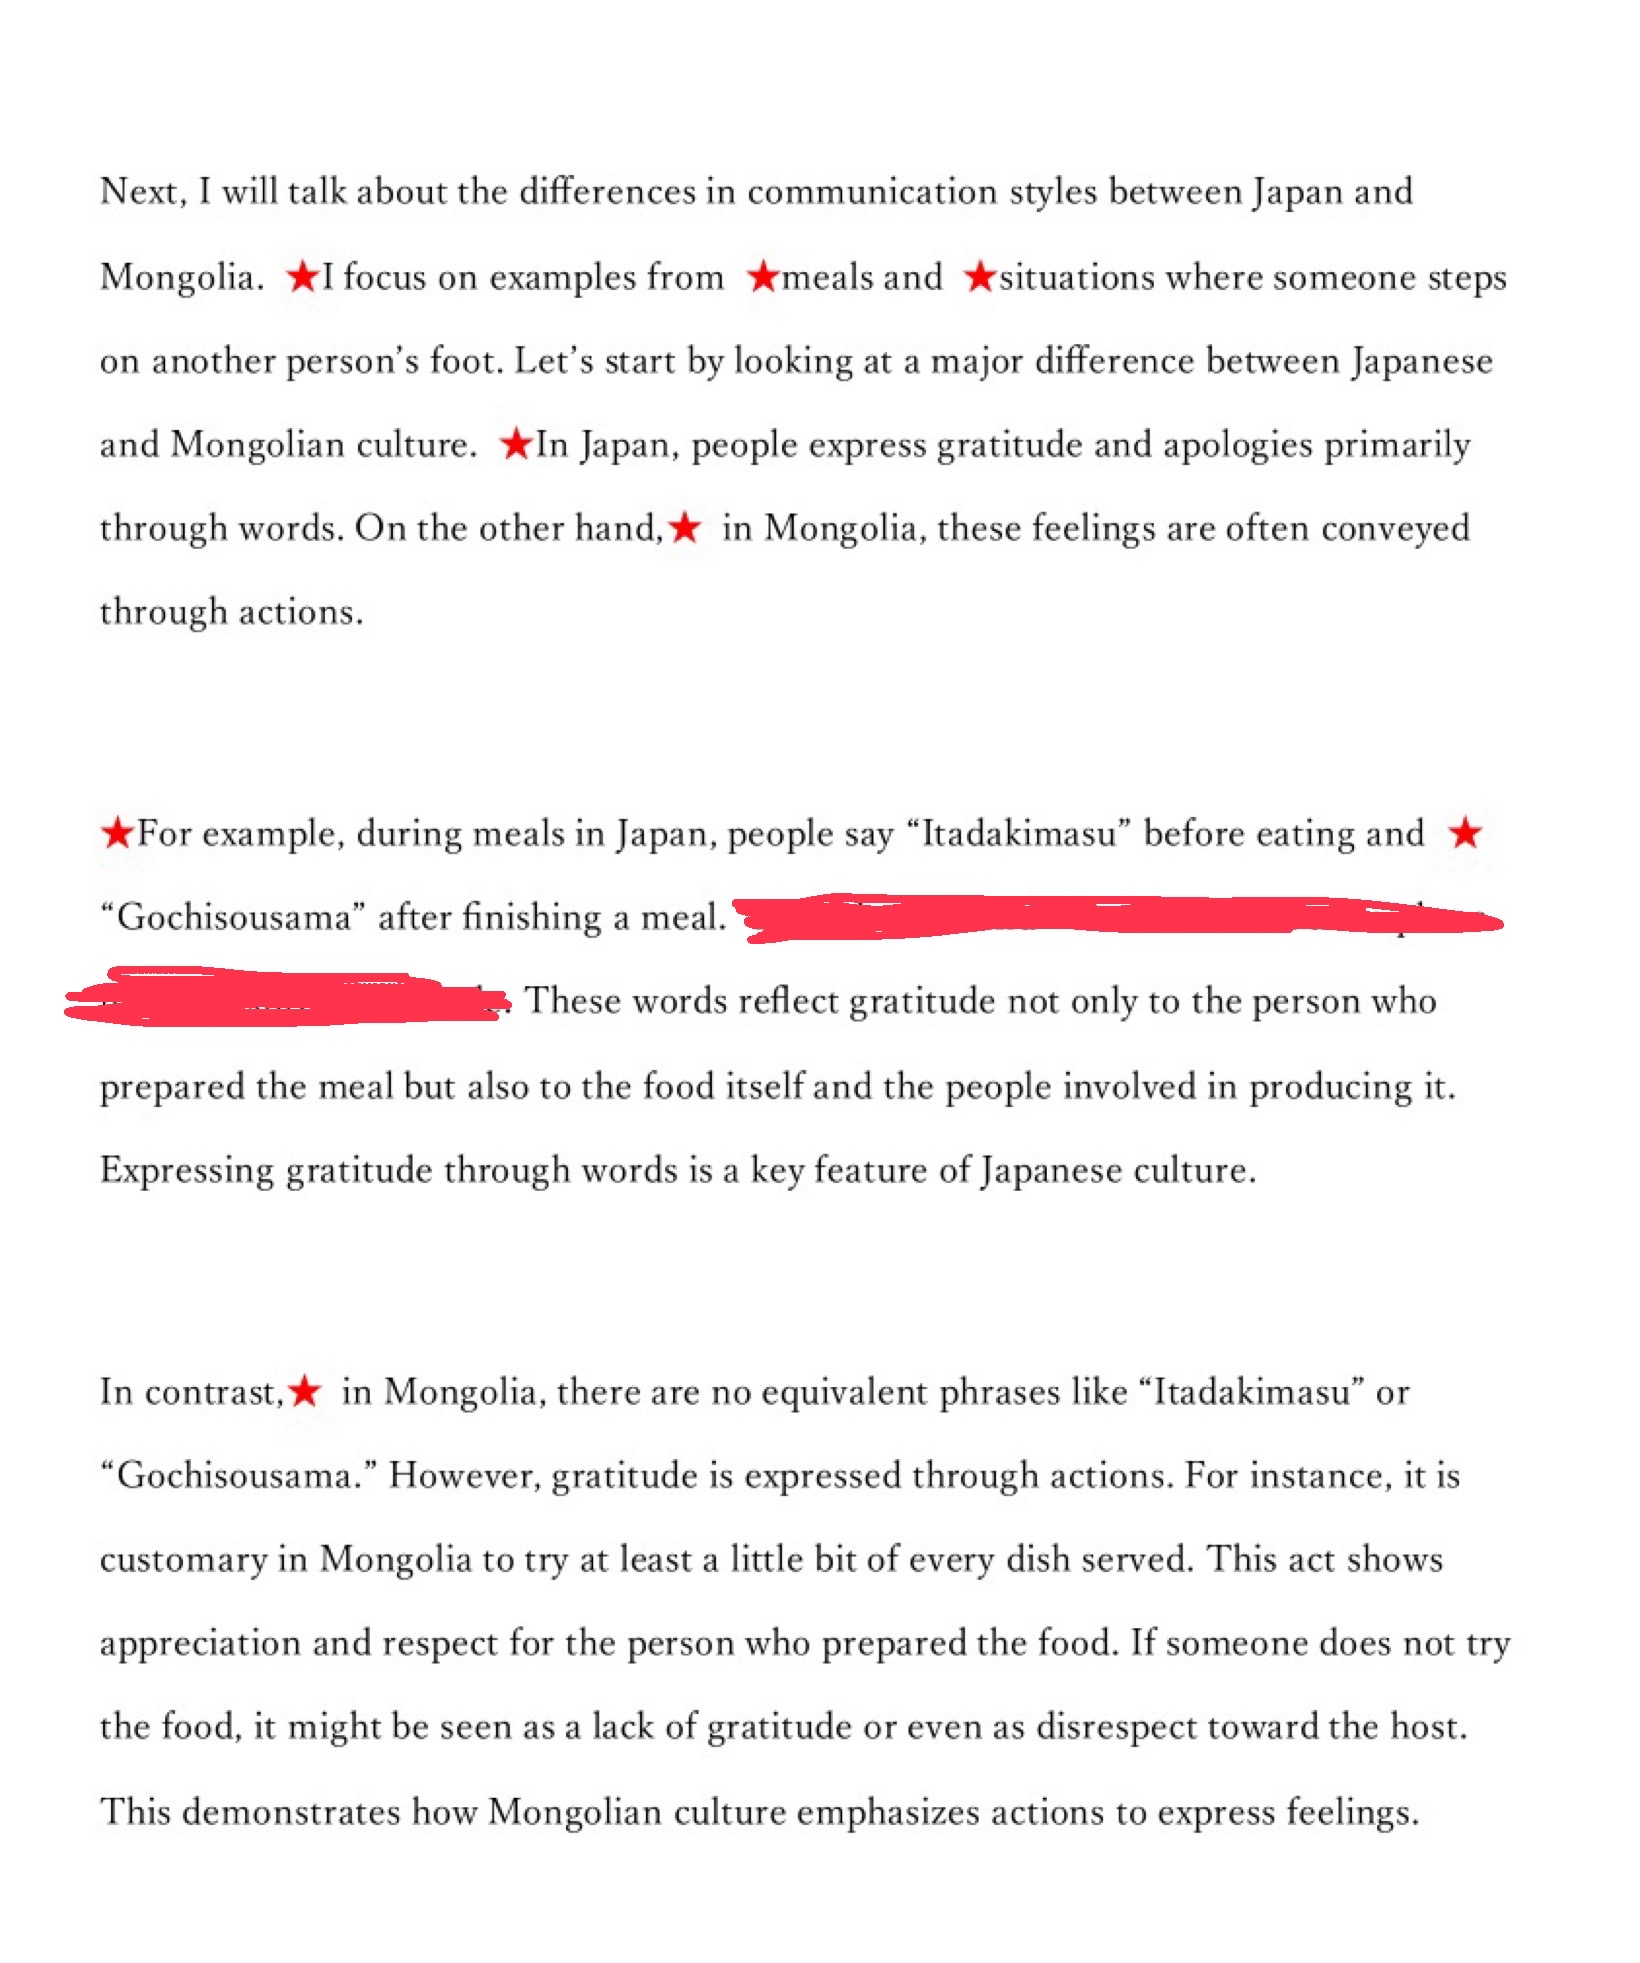 Next, I will talk about the differences in communication styles between Japan and
Mongolia. ★I focus on examples from ★meals and ★situations where someone steps
on another person’s foot. Let’s start by looking at a major difference between Japanese
and Mongolian culture. ★In Japan, people express gratitude and apologies primarily
through words. On the other hand,★ in Mongolia, these feelings are often conveyed
through actions.
★For example, during meals in Japan, people say “Itadakimasu” before eating and ★
“Gochisousama” after finishing a meal.
These words reflect gratitude not only to the person who
prepared the meal but also to the food itself and the people involved in producing it.
Expressing gratitude through words is a key feature of Japanese culture.
In contrast,★ in Mongolia, there are no equivalent phrases like “Itadakimasu” or
“Gochisousama.” However, gratitude is expressed through actions. For instance, it is
customary in Mongolia to try at least a little bit of every dish served. This act shows
appreciation and respect for the person who prepared the food. If someone does not try
the food, it might be seen as a lack of gratitude or even as disrespect toward the host.
This demonstrates how Mongolian culture emphasizes actions to express feelings.